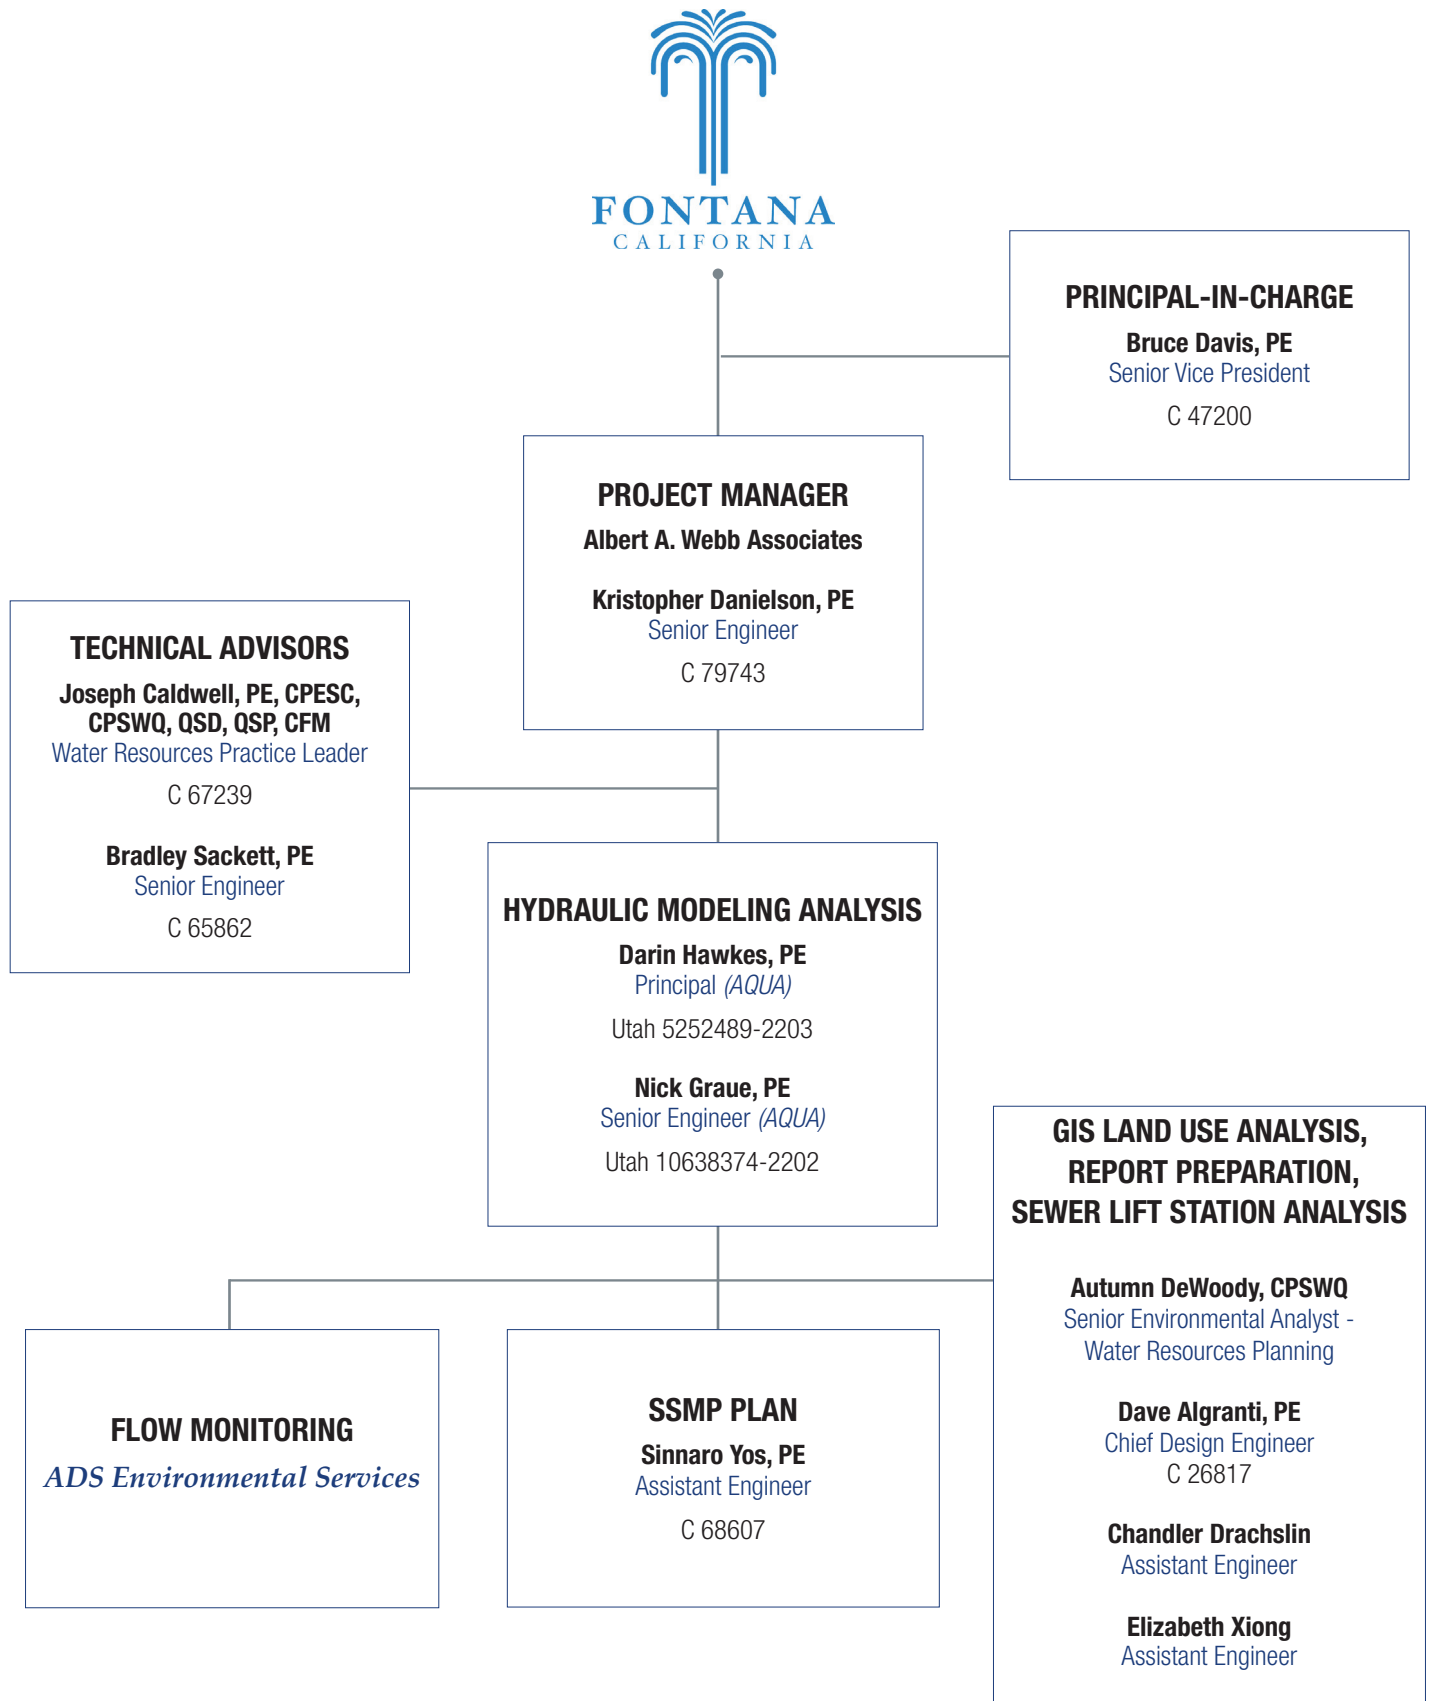 FONTANA
CALIFORNIA
PRINCIPAL-IN-CHARGE
Bruce Davis, PE
Senior Vice President
C 47200
PROJECT MANAGER
Albert A. Webb Associates
Kristopher Danielson, PE
Senior Engineer
C 79743
TECHNICAL ADVISORS
Joseph Caldwell, PE, CPESC,
CPSWQ, QSD, QSP, CFM
Water Resources Practice Leader
C 67239
Bradley Sackett, PE
Senior Engineer
C 65862
HYDRAULIC MODELING ANALYSIS
Darin Hawkes, PE
Principal (AQUA)
Utah 5252489-2203
Nick Graue, PE
Senior Engineer (AQUA)
Utah 10638374-2202
GIS LAND USE ANALYSIS,
REPORT PREPARATION,
SEWER LIFT STATION ANALYSIS
Autumn DeWoody, CPSWQ
Senior Environmental Analyst -
Water Resources Planning
Dave Algranti, PE
Chief Design Engineer
C 26817
Chandler Drachslin
Assistant Engineer
Elizabeth Xiong
Assistant Engineer
FLOW MONITORING
ADS Environmental Services
SSMP PLAN
Sinnaro Yos, PE
Assistant Engineer
C 68607